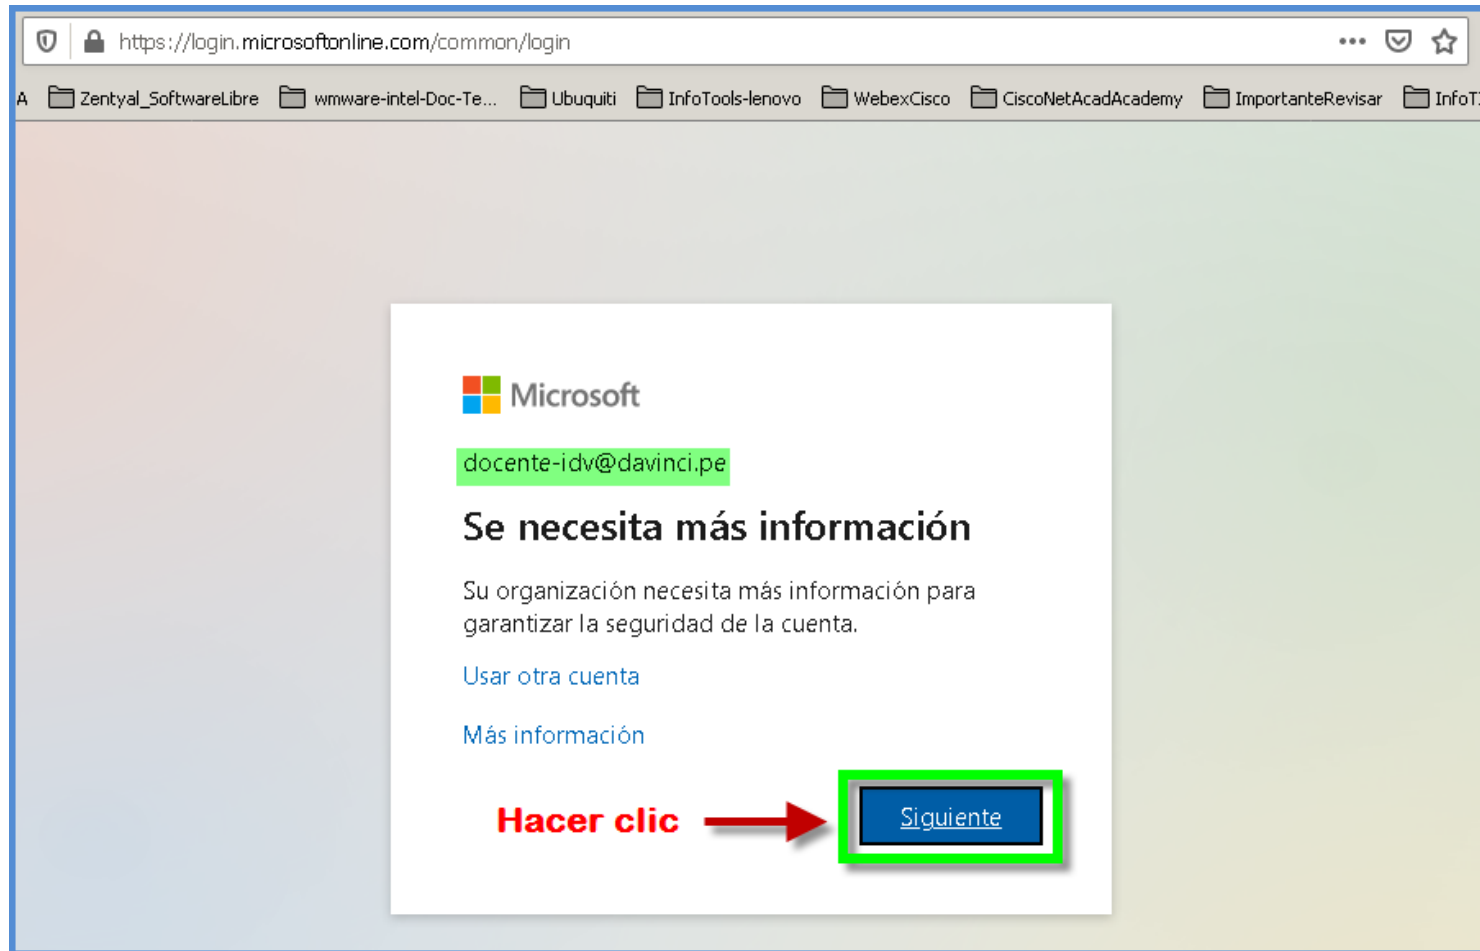 https://login.microsoftonline.com/common/login
A Zentyal_SoftwareLibre wmware-intel-Doc-Te... Ubuquiti InfoTools-lenovo WebexCisco CiscoNetAcadAcademy ImportanteRevisar InfoTI
Microsoft
docente-idv@davinci.pe
Se necesita más información
Su organización necesita más información para
garantizar la seguridad de la cuenta.
Usar otra cuenta
Más información
Hacer clic
Siguiente